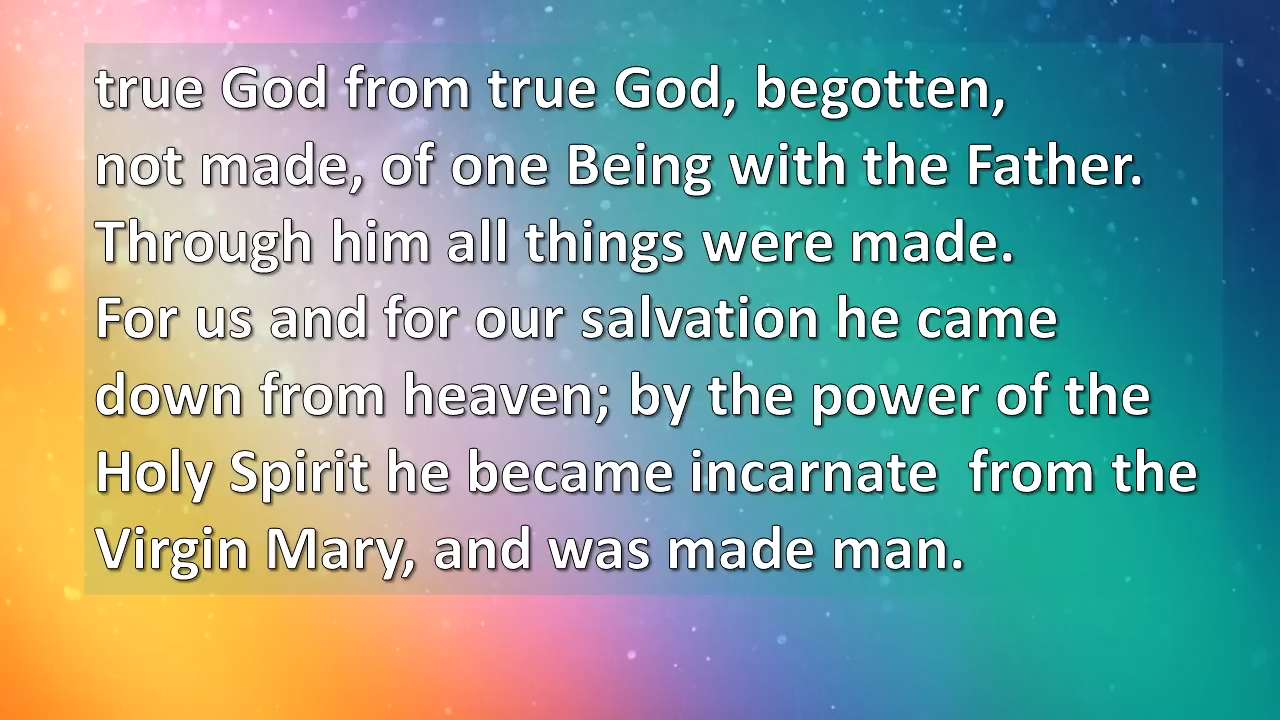 true God from true God, begotten,
not made, of one Being with the Father.
Through him all things were made.
For us and for our salvation he came
down from heaven; by the power of the
Holy Spirit he became incarnate  from the
Virgin Mary, and was made man.